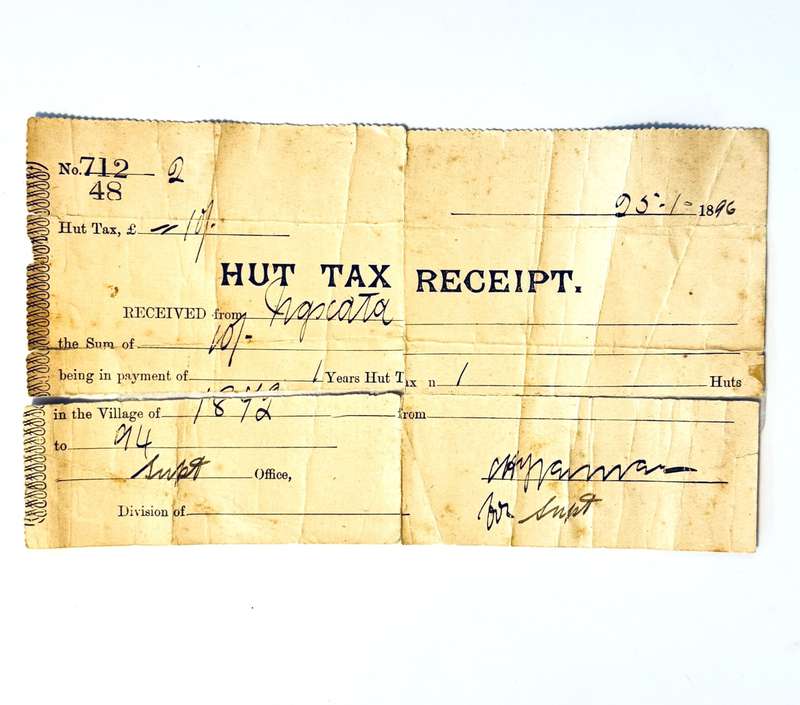 No. 712 2
48
25-1- 1896
Hut Tax, £ " 10/-
HUT TAX RECEIPT.
RECEIVED from
the Sum of 10/-
being in payment of 1 Years Hut Tax n 1 Huts
in the Village of 1892 from
to 94
Supt Office,
for Supt
Division of